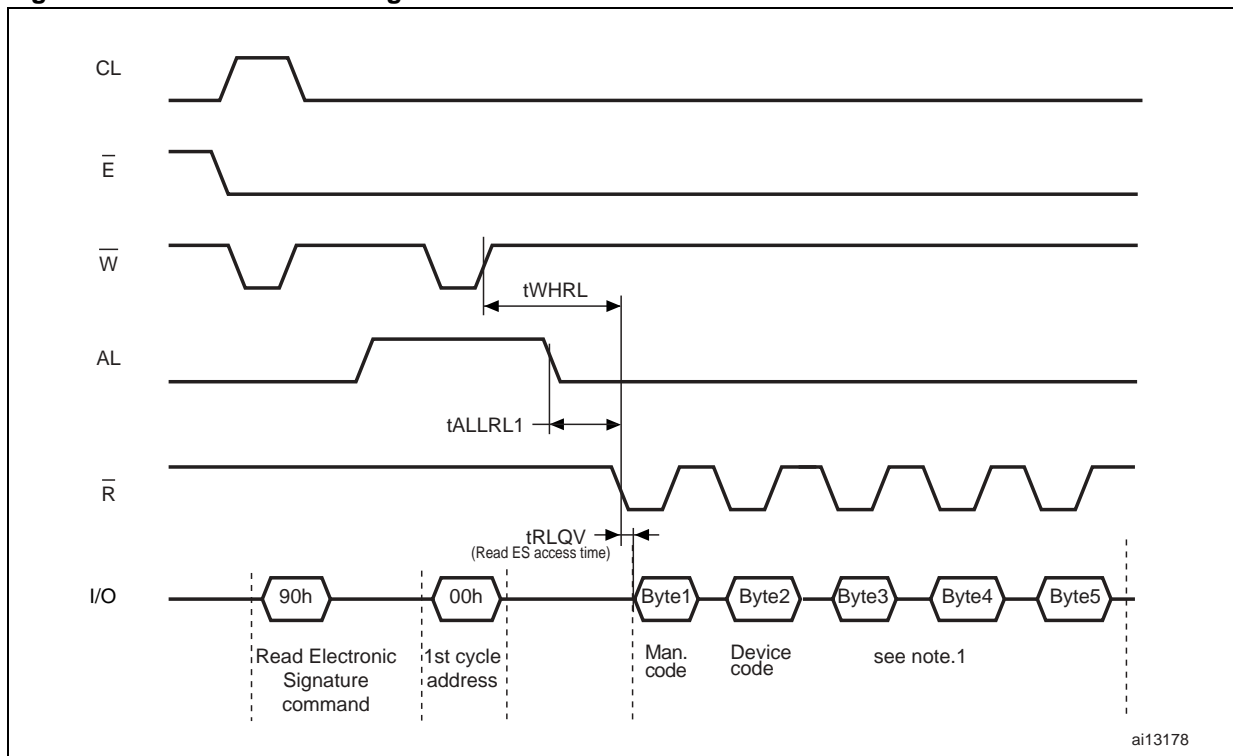 CL
E
W
tWHRL
AL
tALLRL1
R
tRLQV
(Read ES access time)
I/O
90h
00h
Byte1
Byte2
Byte3
Byte4
Byte5
Read Electronic
Signature
command
1st cycle
address
Man.
code
Device
code
see note.1
ai13178